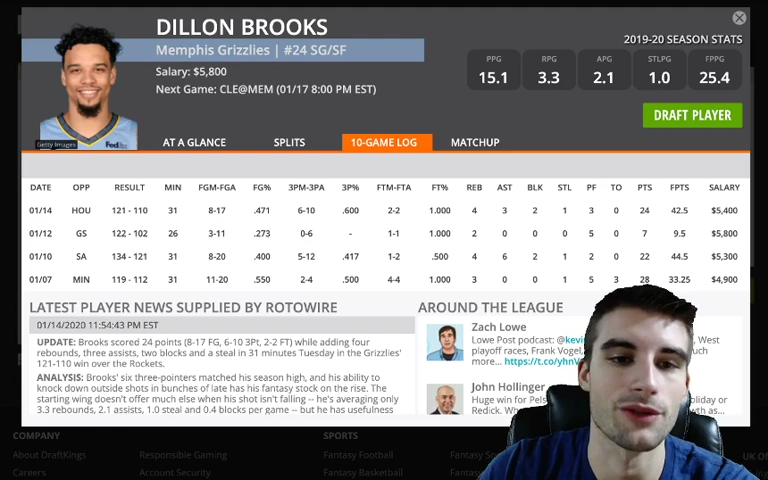 DILLON BROOKS
Memphis Grizzlies | #24 SG/SF
Salary: $5,800
Next Game: CLE@MEM (01/17 8:00 PM EST)
2019-20 SEASON STATS
PPG RPG APG STLPG FPPG
15.1 3.3 2.1 1.0 25.4
DRAFT PLAYER
Getty Images
FedEx
AT A GLANCE SPLITS 10-GAME LOG MATCHUP
DATE OPP RESULT MIN FGM-FGA FG% 3PM-3PA 3P% FTM-FTA FT% REB AST BLK STL PF TO PTS FPTS SALARY
01/14 HOU 121 - 110 31 8-17 .471 6-10 .600 2-2 1.000 4 3 2 1 3 0 24 42.5 $5,400
01/12 GS 122 - 102 26 3-11 .273 0-6 - 1-1 1.000 2 0 0 0 5 0 7 9.5 $5,800
01/10 SA 134 - 121 31 8-20 .400 5-12 .417 1-2 .500 4 6 2 1 2 0 22 44.5 $5,300
01/07 MIN 119 - 112 31 11-20 .550 2-4 .500 4-4 1.000 3 0 0 1 5 3 28 33.25 $4,900
LATEST PLAYER NEWS SUPPLIED BY ROTOWIRE
01/14/2020 11:54:43 PM EST
UPDATE: Brooks scored 24 points (8-17 FG, 6-10 3Pt, 2-2 FT) while adding four
rebounds, three assists, two blocks and a steal in 31 minutes Tuesday in the Grizzlies'
121-110 win over the Rockets.
ANALYSIS: Brooks' six three-pointers matched his season high, and his ability to
knock down outside shots in bunches of late has his fantasy stock on the rise. The
starting wing doesn't offer much else when his shot isn't falling -- he's averaging only
3.3 rebounds, 2.1 assists, 1.0 steal and 0.4 blocks per game -- but he has usefulness
AROUND THE LEAGUE
Zach Lowe
Lowe Post podcast: West
playoff races, Frank Vogel, much
more... https://t.co/yhnV
John Hollinger
Huge win for Pels oliday or
Redick. as...
COMPANY
About DraftKings
Careers
Responsible Gaming
Account Security
SPORTS
Fantasy Football
Fantasy Basketball
UK